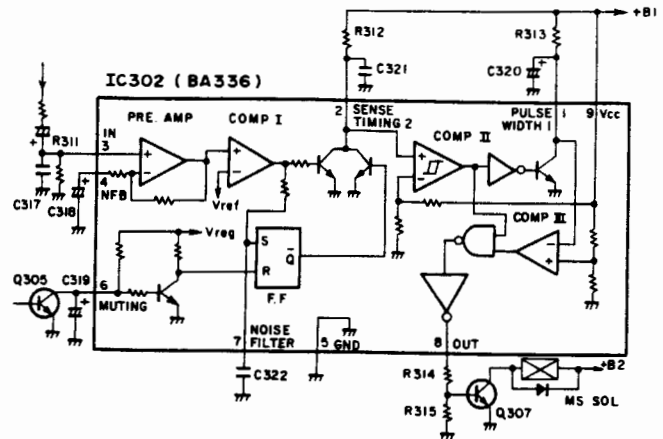 +B1
R312
R313
C321
C320
IC302 (BA336)
2 SENSE
TIMING 2
PULSE
WIDTH 1
1
9 Vcc
R311
IN
3
PRE. AMP
COMP I
COMP II
C317
4
NFB
C318
Vref
COMP III
Vreg
S
Q̅
R
F.F
Q305
C319
6
MUTING
7
NOISE
FILTER
5 GND
8 OUT
C322
R314
+B2
MS SOL
R315
Q307